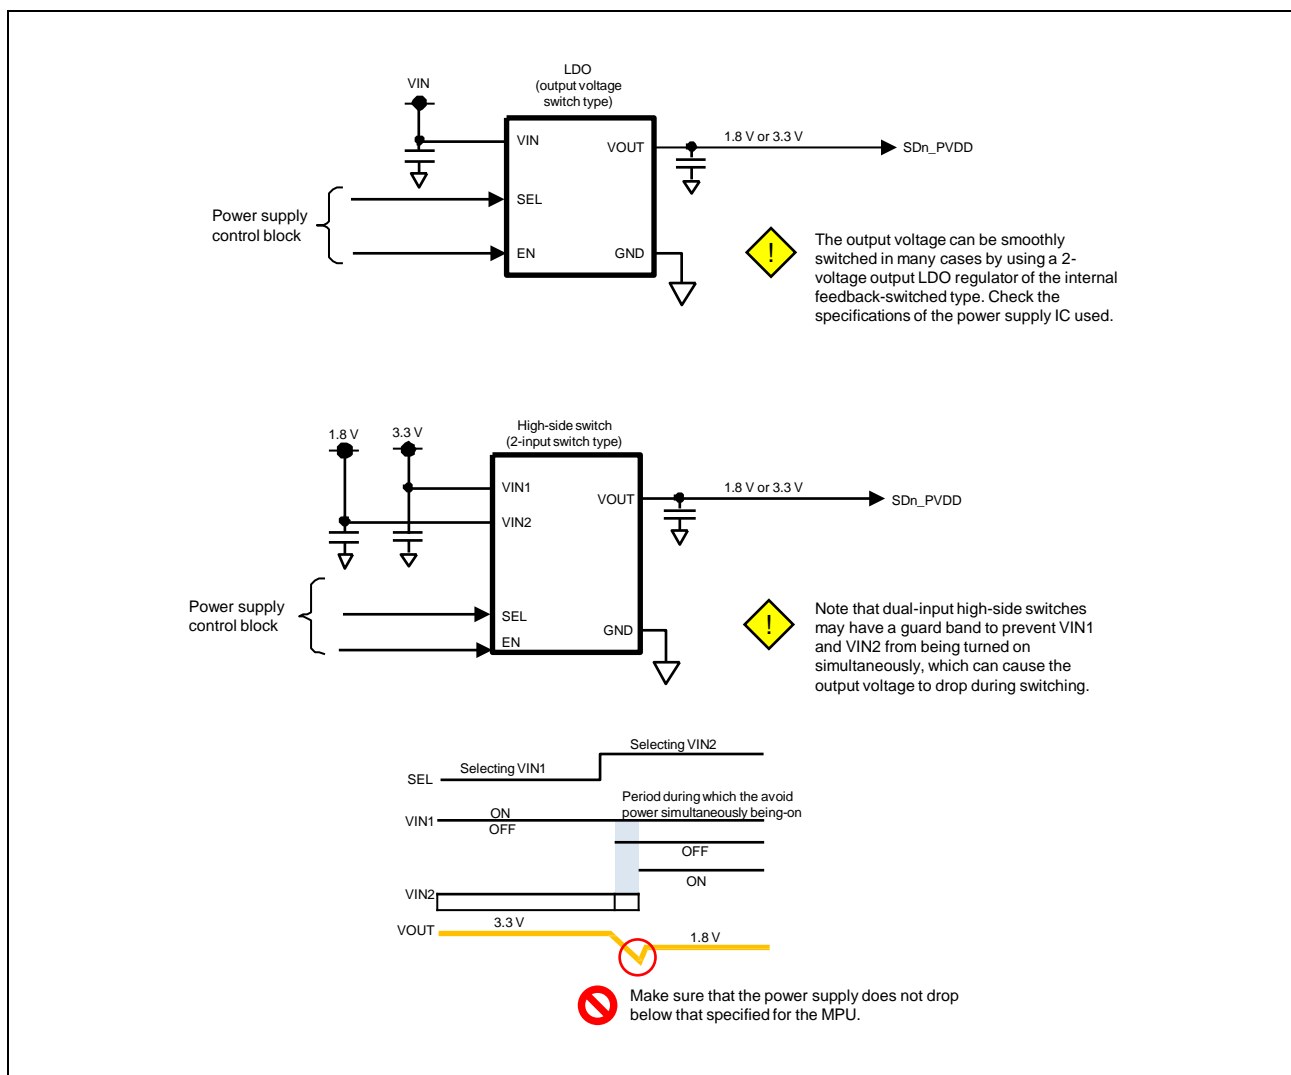 LDO
(output voltage
switch type)
VIN
VIN
VOUT
1.8 V or 3.3 V
SDn_PVDD
SEL
Power supply
control block
EN
GND
!
The output voltage can be smoothly
switched in many cases by using a 2-
voltage output LDO regulator of the internal
feedback-switched type. Check the
specifications of the power supply IC used.
High-side switch
(2-input switch type)
1.8 V
3.3 V
VIN1
VOUT
1.8 V or 3.3 V
SDn_PVDD
VIN2
Power supply
control block
SEL
EN
GND
!
Note that dual-input high-side switches
may have a guard band to prevent VIN1
and VIN2 from being turned on
simultaneously, which can cause the
output voltage to drop during switching.
Selecting VIN2
Selecting VIN1
SEL
Period during which the avoid
power simultaneously being-on
VIN1
ON
OFF
OFF
ON
VIN2
VOUT
3.3 V
1.8 V
Make sure that the power supply does not drop
below that specified for the MPU.